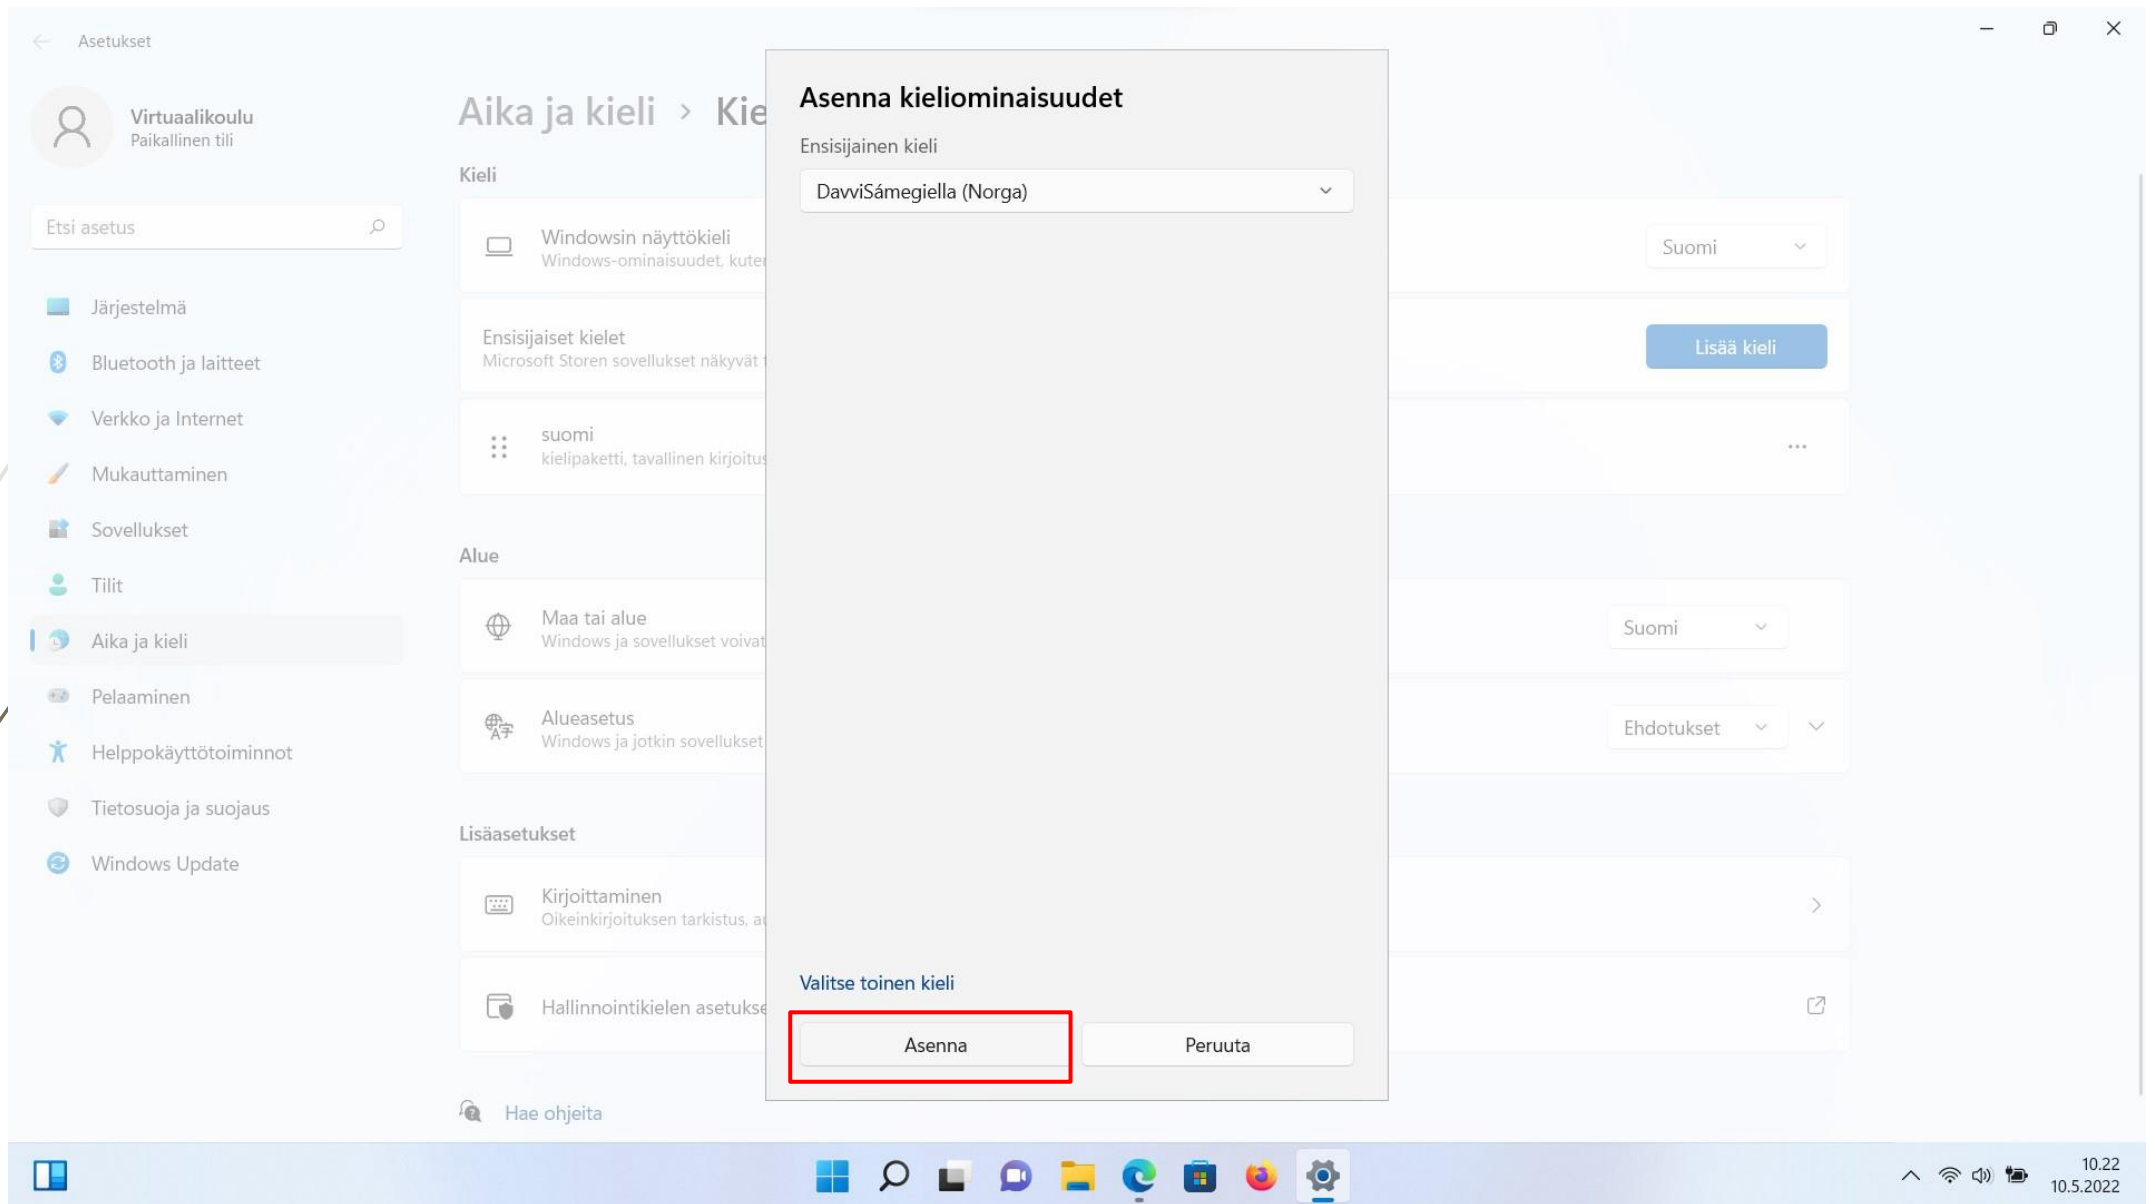 Asetukset
Virtuaalikoulu
Paikallinen tili
Etsi asetus
Järjestelmä
Bluetooth ja laitteet
Verkko ja Internet
Mukauttaminen
Sovellukset
Tilit
Aika ja kieli
Pelaaminen
Helppokäyttötoiminnot
Tietosuoja ja suojaus
Windows Update
Aika ja kieli > Kie
Kieli
Windowsin näyttökieli
Windows-ominaisuudet, kuten
Suomi
Ensisijaiset kielet
Microsoft Storen sovellukset näkyvät t
Lisää kieli
suomi
kielipaketti, tavallinen kirjoitus
Alue
Maa tai alue
Windows ja sovellukset voivat
Suomi
Alueasetus
Windows ja jotkin sovellukset
Ehdotukset
Lisäasetukset
Kirjoittaminen
Oikeinkirjoituksen tarkistus, au
Hallinnointikielen asetukse
Hae ohjeita
Asenna kieliominaisuudet
Ensisijainen kieli
DavviSámegiella (Norga)
Valitse toinen kieli
Asenna
Peruuta
10.22
10.5.2022